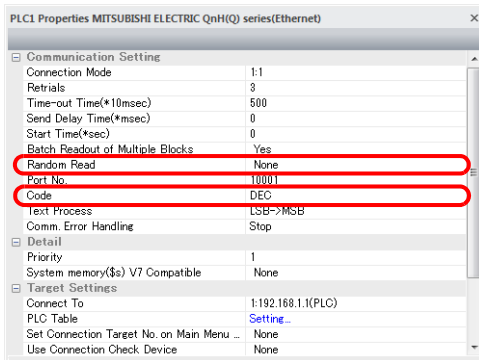 PLC1 Properties MITSUBISHI ELECTRIC QnH(Q) series(Ethernet) ×
Communication Setting
Connection Mode 1:1
Retrials 3
Time-out Time(*10msec) 500
Send Delay Time(*msec) 0
Start Time(*sec) 0
Batch Readout of Multiple Blocks Yes
Random Read None
Port No. 10001
Code DEC
Text Process LSB->MSB
Comm. Error Handling Stop
Detail
Priority 1
System memory($s) V7 Compatible None
Target Settings
Connect To 1:192.168.1.1(PLC)
PLC Table Setting...
Set Connection Target No. on Main Menu ... None
Use Connection Check Device None